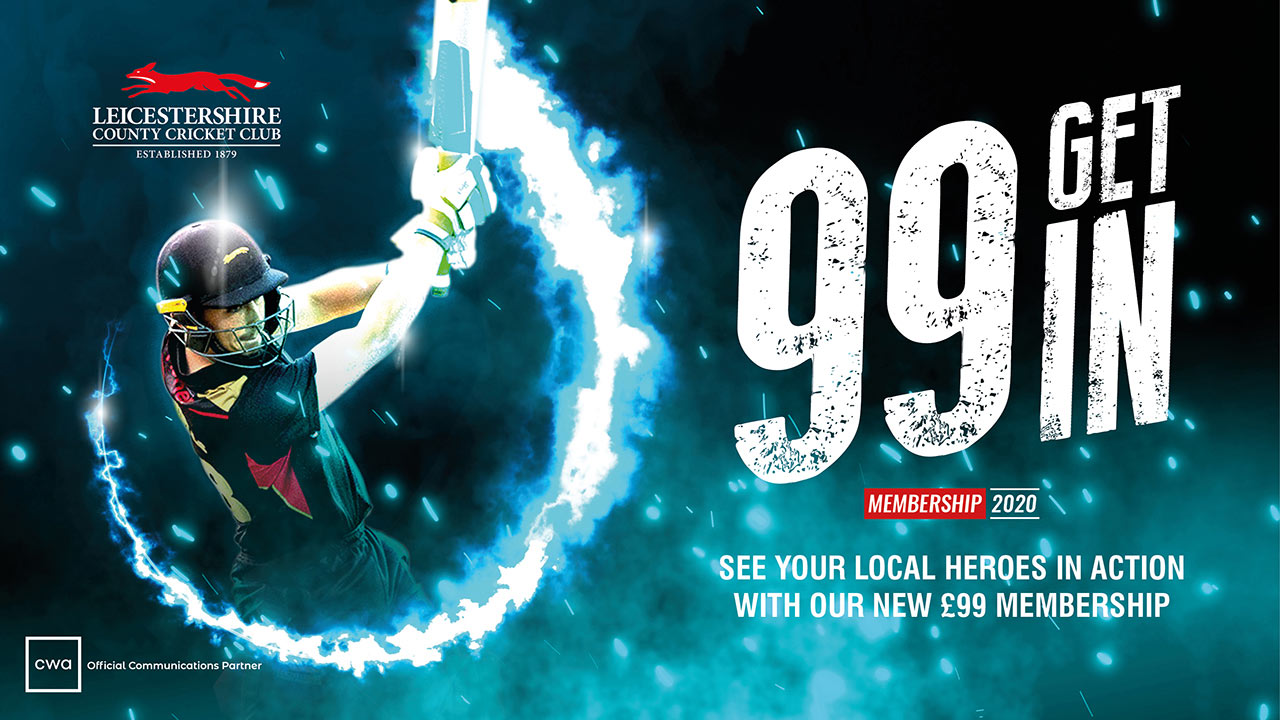 LEICESTERSHIRE
COUNTY CRICKET CLUB
ESTABLISHED 1879
99 GET
IN
MEMBERSHIP 2020
SEE YOUR LOCAL HEROES IN ACTION
WITH OUR NEW £99 MEMBERSHIP
cwa Official Communications Partner